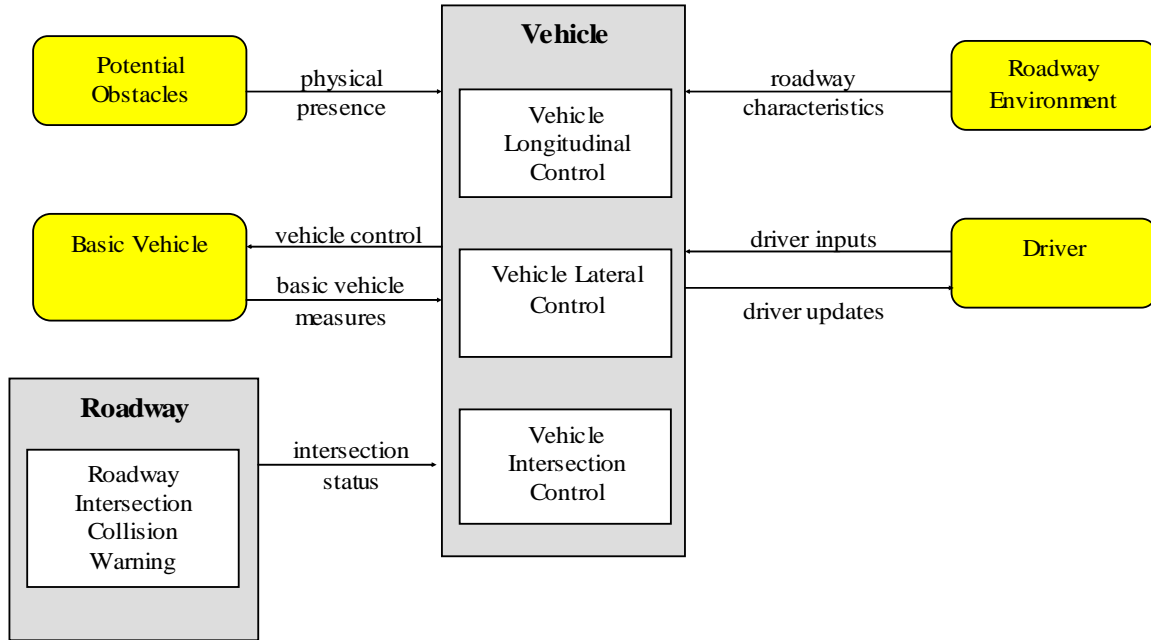 Vehicle
Potential
Obstacles
physical
presence
roadway
characteristics
Roadway
Environment
Vehicle
Longitudinal
Control
Basic Vehicle
vehicle control
basic vehicle
measures
Vehicle Lateral
Control
driver inputs
driver updates
Driver
Roadway
Roadway
Intersection
Collision
Warning
intersection
status
Vehicle
Intersection
Control